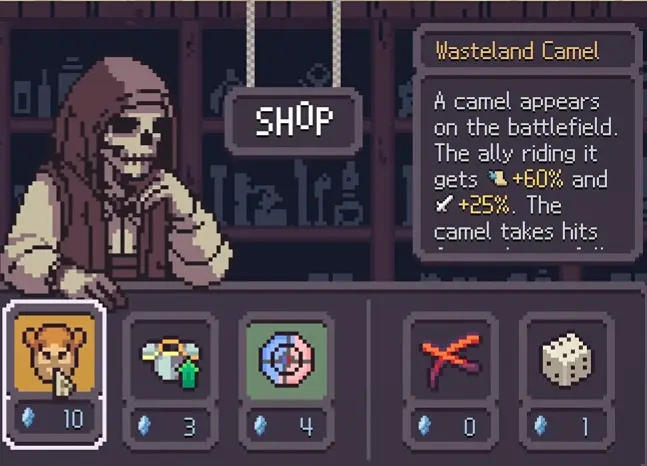 Wasteland Camel
SHOP
A camel appears
on the battlefield.
The ally riding it
gets +60% and
+25%. The
camel takes hits
10
3
4
0
1